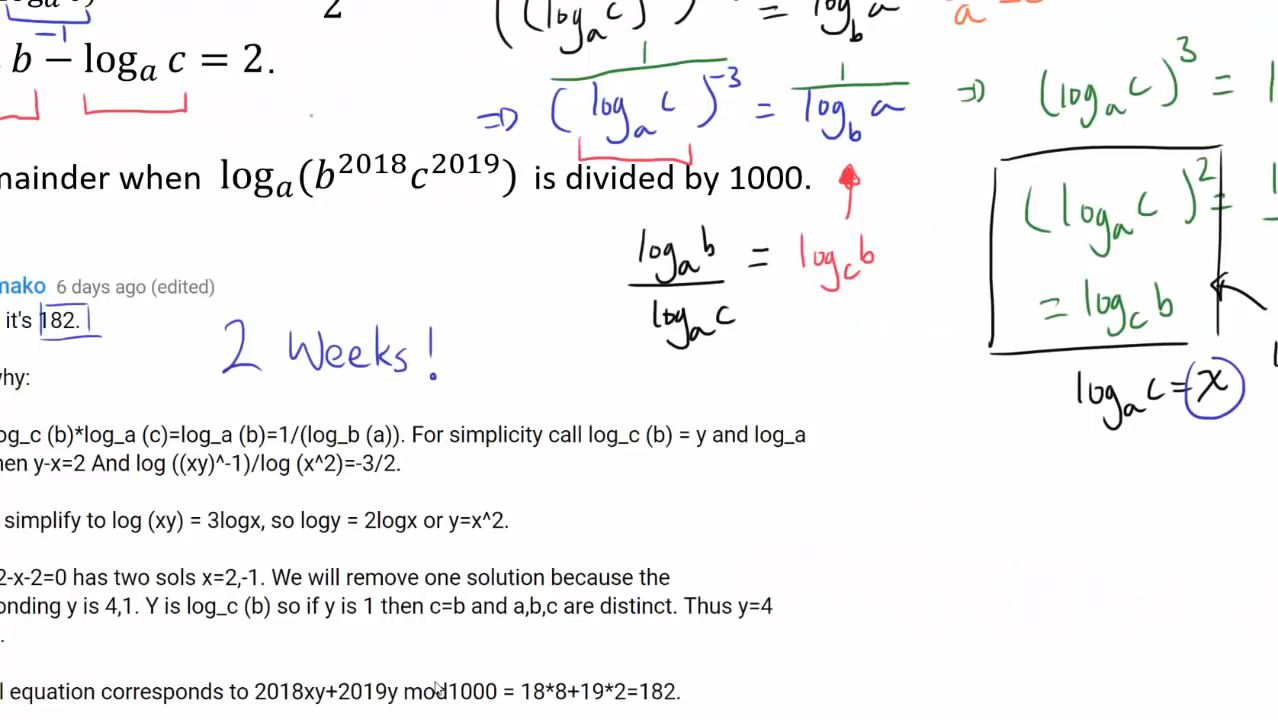 2
((log_a c) ) = log_b a
b^{-1} − log_a c = 2.
⇒ 1/(log_a c)^{-3} = 1/log_b a ⇒ (log_a c)^3 =
mainder when log_a(b^{2018}c^{2019}) is divided by 1000.
(log_a c)^2 =
log_a b / log_a c = log_c b
= log_c b
mako 6 days ago (edited)
it's 182.
2 Weeks!
log_a c = x
why:
og_c (b)*log_a (c)=log_a (b)=1/(log_b (a)). For simplicity call log_c (b) = y and log_a
hen y-x=2 And log ((xy)^-1)/log (x^2)=-3/2.
simplify to log (xy) = 3logx, so logy = 2logx or y=x^2.
2-x-2=0 has two sols x=2,-1. We will remove one solution because the
onding y is 4,1. Y is log_c (b) so if y is 1 then c=b and a,b,c are distinct. Thus y=4
l equation corresponds to 2018xy+2019y mod1000 = 18*8+19*2=182.